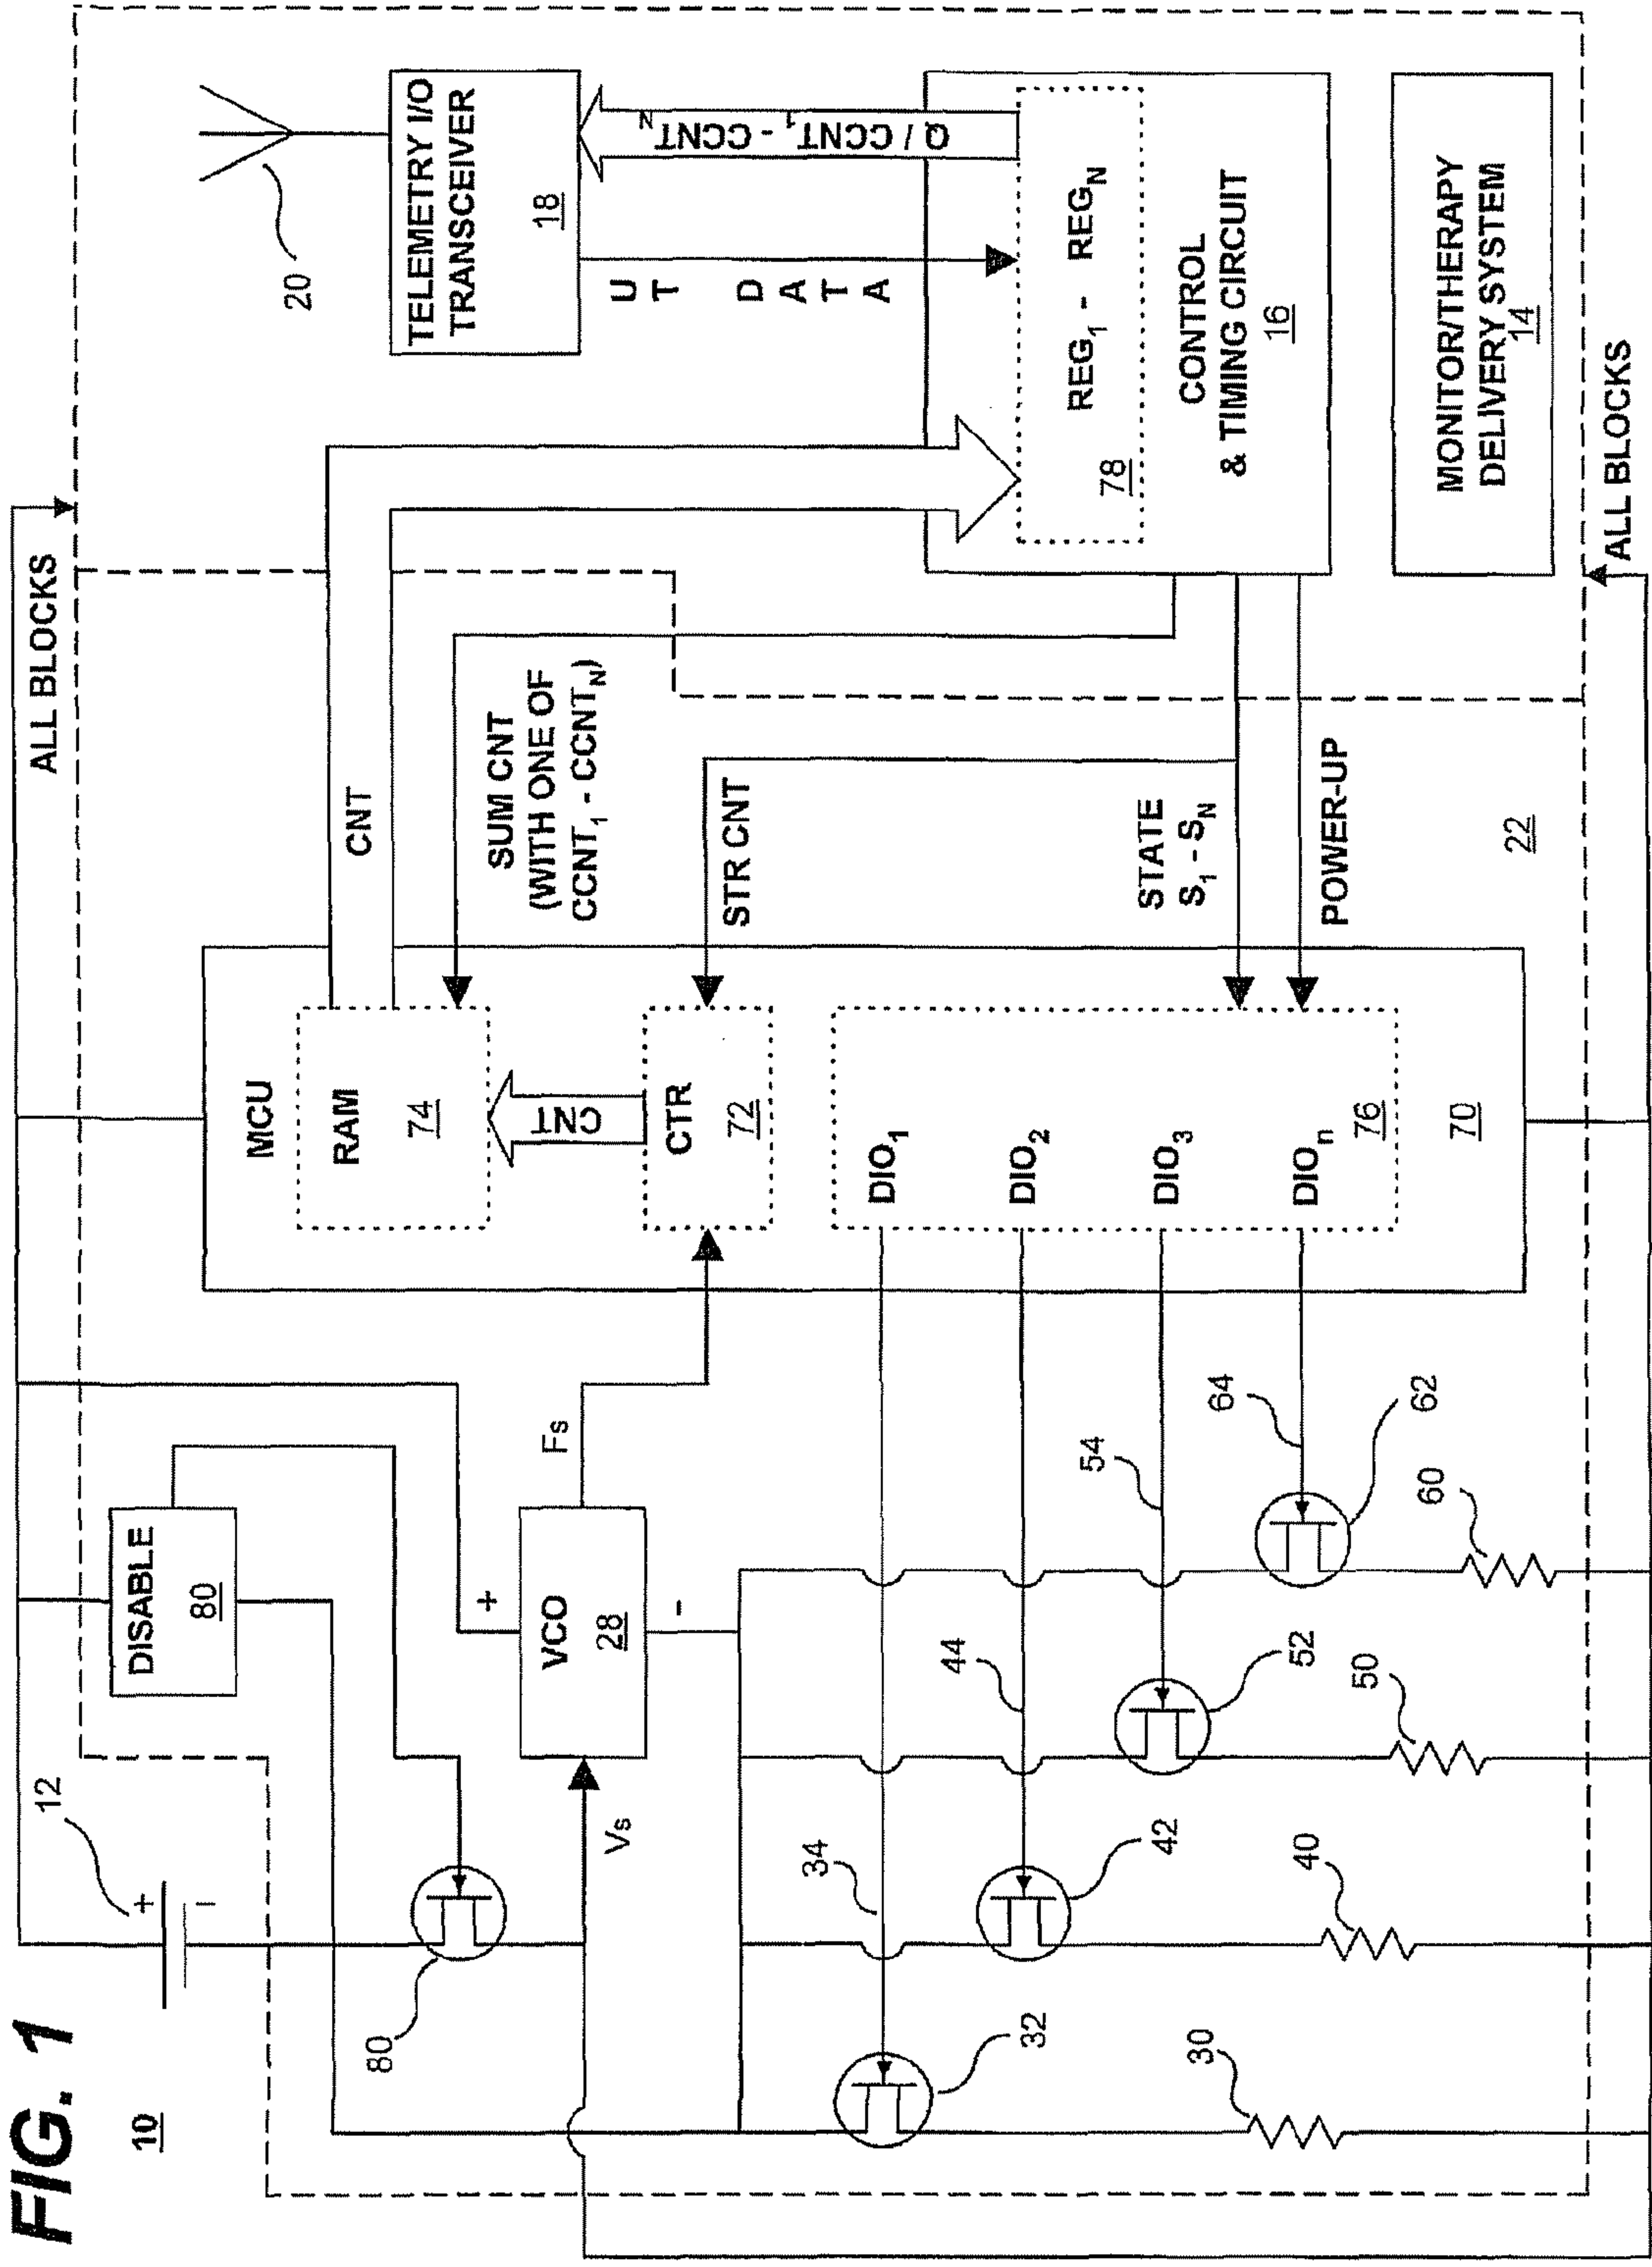 FIG. 1
10
12
+
-
ALL BLOCKS
DISABLE
80
80
MCU
RAM
74
CNT
CTR
72
CNT
SUM CNT
(WITH ONE OF
CCNT₁ - CCNTₙ)
STR CNT
20
TELEMETRY I/O
TRANSCEIVER
18
UT DATA
Q / CCNT₁ - CCNTₙ
REG₁ - REGₙ
78
CONTROL
& TIMING CIRCUIT
16
MONITOR/THERAPY
DELIVERY SYSTEM
14
Vs
+
VCO
28
-
Fs
STATE
S₁ - Sₙ
POWER-UP
22
DIO₁
DIO₂
DIO₃
DIOₙ
76
70
34
44
54
64
32
42
52
62
30
40
50
60
ALL BLOCKS